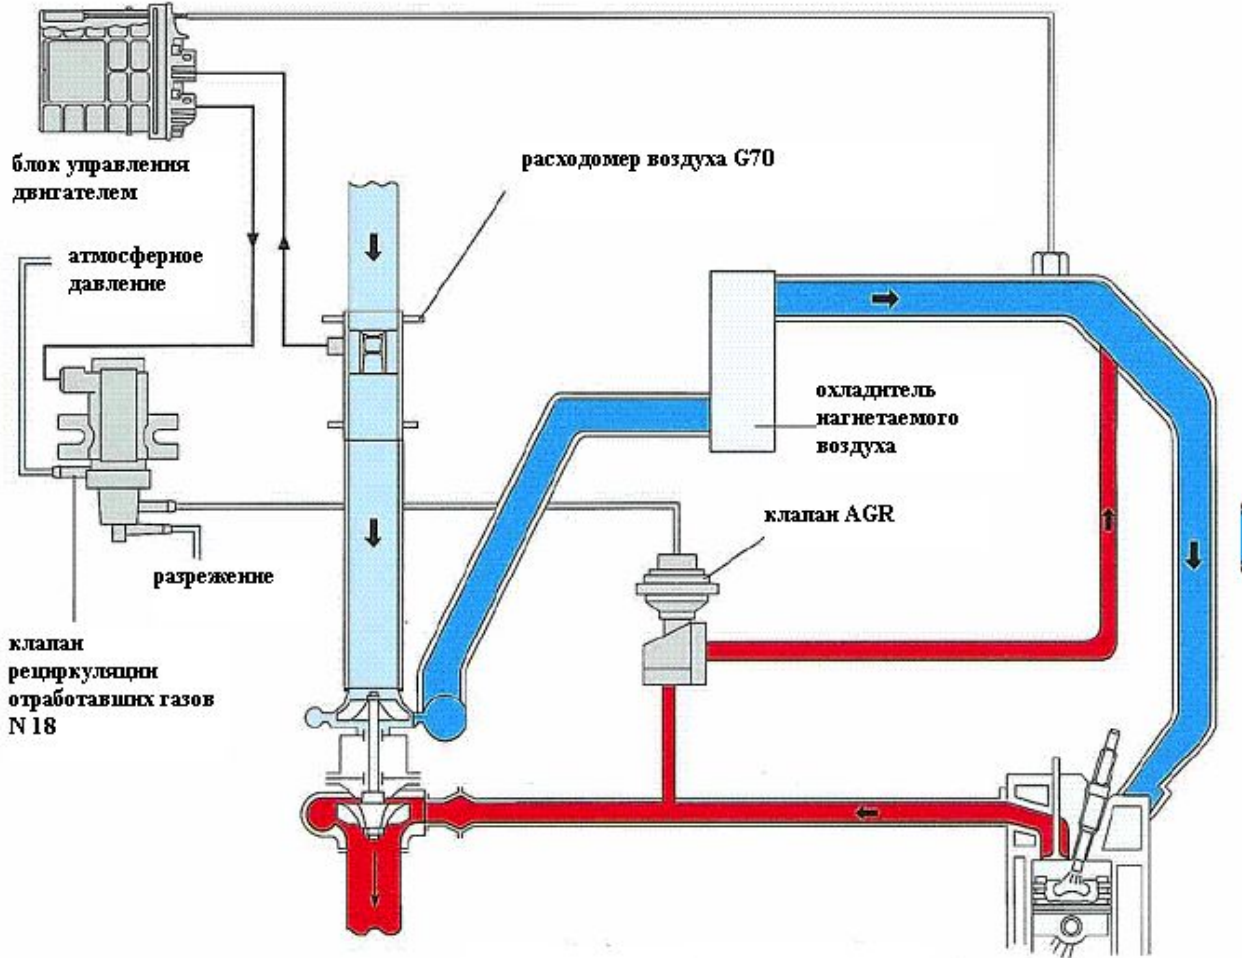 блок управления
двигателем
расходомер воздуха G70
атмосферное
давление
охладитель
нагнетаемого
воздуха
клапан AGR
разрежение
клапан
рециркуляции
отработавших газов
N 18